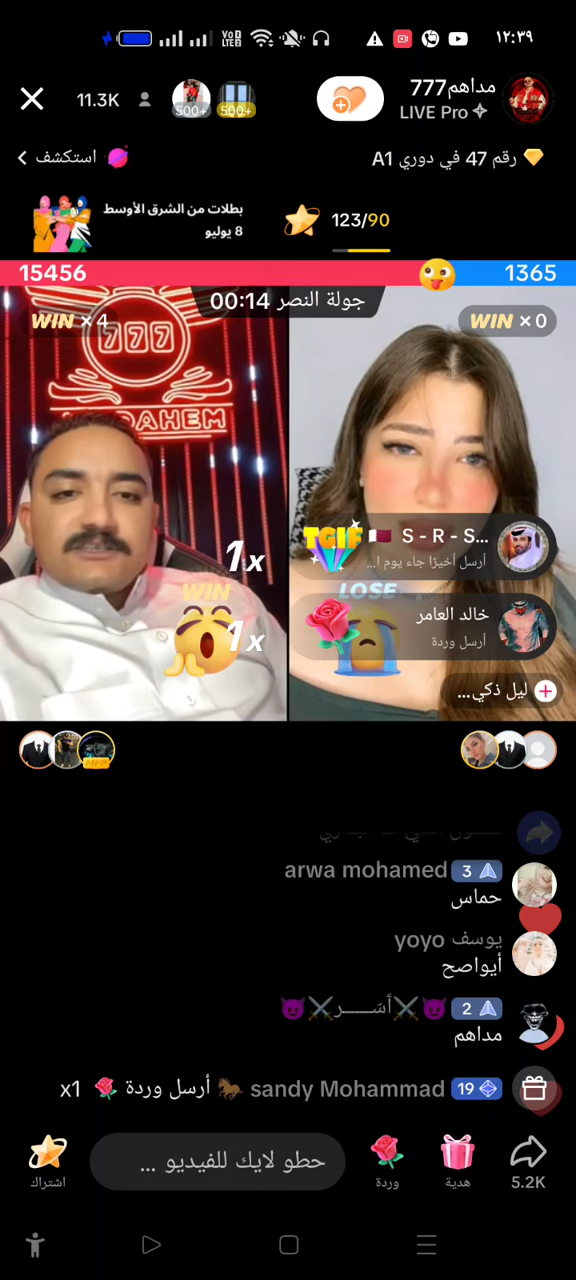 ١٢:٣٩
VoD LTE2
مداهم777
LIVE Pro
11.3K
500+
500+
رقم 47 في دوري A1
استكشف
123/90
بطلات من الشرق الأوسط
8 يوليو
15456
1365
جولة النصر 00:14
WIN ×4
WIN ×0
777
TGIF
S - R - S...
أرسل أخيرًا جاء يوم ا...
1x
WIN
LOSE
1x
خالد العامر
أرسل وردة
ليل ذكي...
arwa mohamed 3
حماس
يوسف yoyo
أيواصح
2
مداهم
19 sandy Mohammad أرسل وردة x1
اشتراك
حطو لايك للفيديو ...
وردة
هدية
5.2K